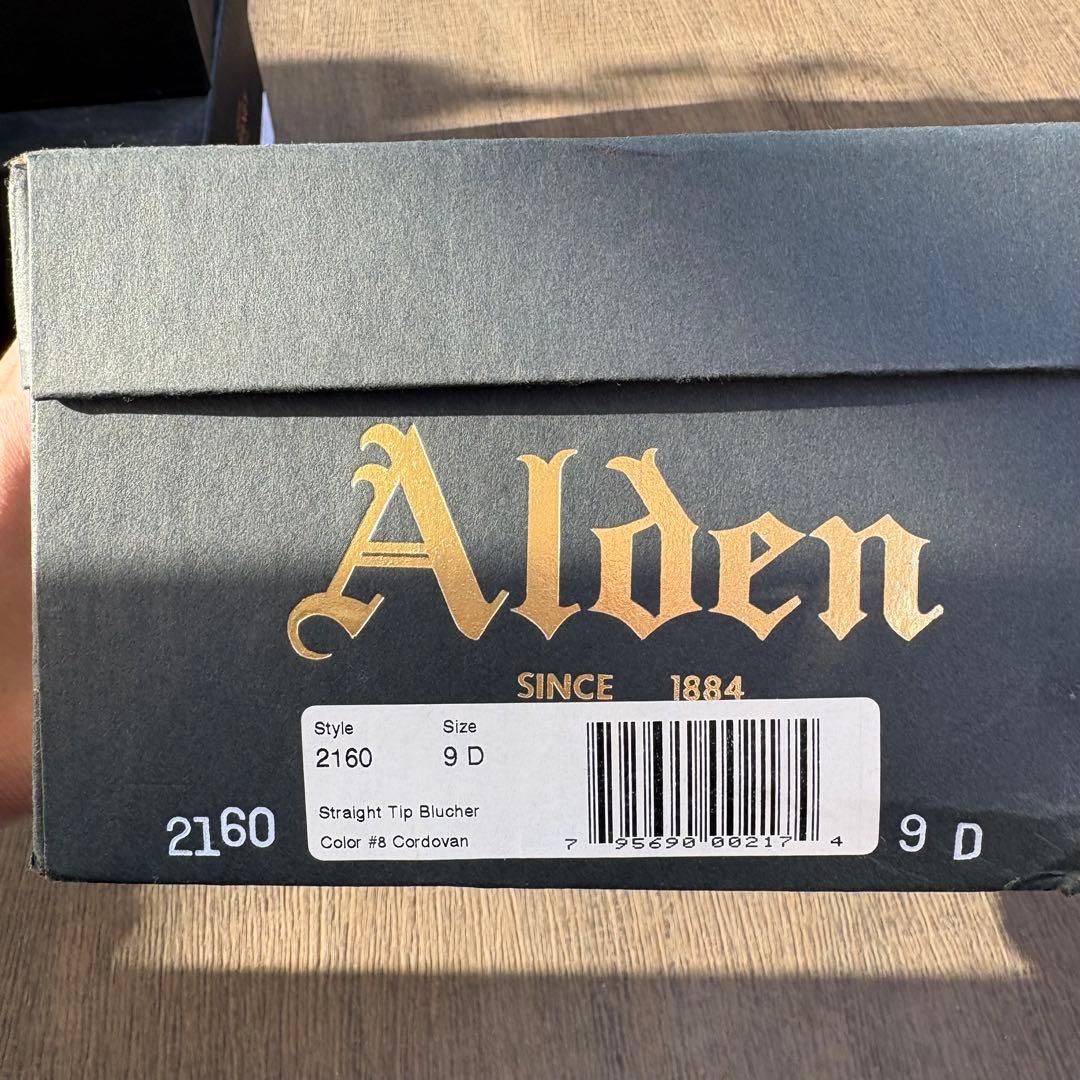 Alden
SINCE 1884
Style Size
2160 9 D
Straight Tip Blucher
Color #8 Cordovan
7 95690 00217 4
2160 9 D